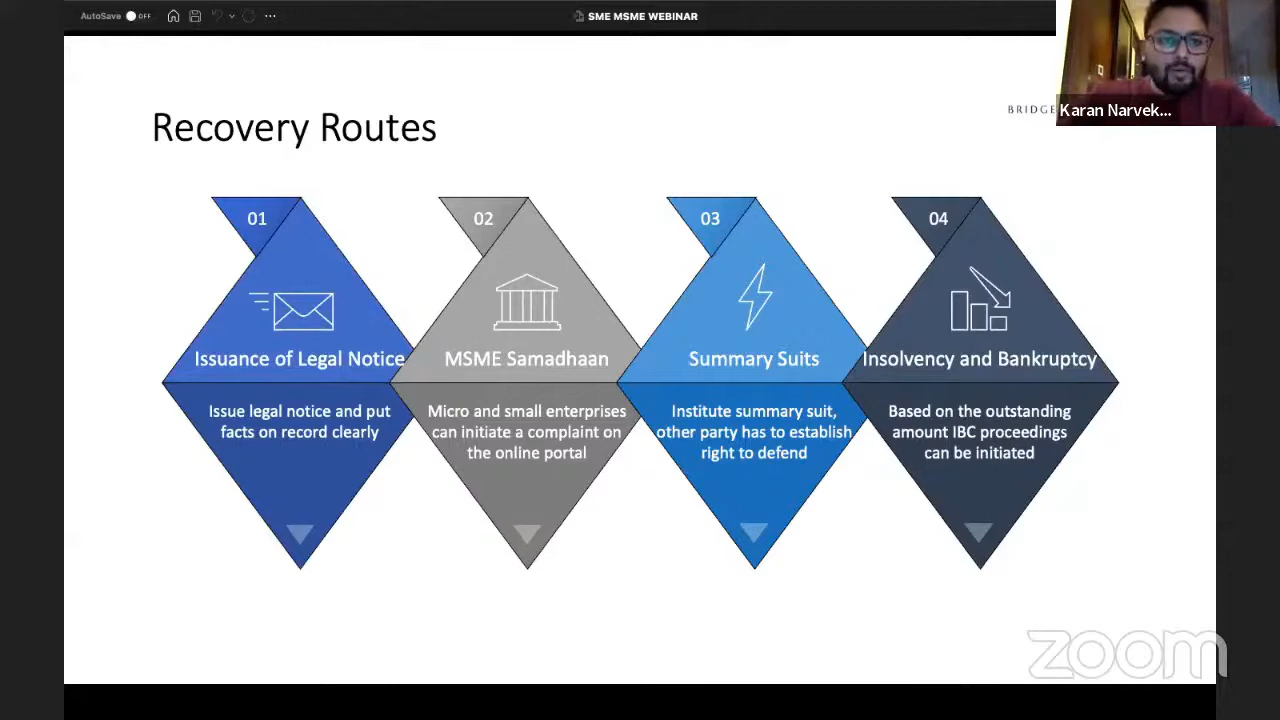 AutoSave OFF
SME MSME WEBINAR
BRIDGE
Karan Narvek...
Recovery Routes
01
02
03
04
Issuance of Legal Notice
MSME Samadhaan
Summary Suits
Insolvency and Bankruptcy
Issue legal notice and put
facts on record clearly
Micro and small enterprises
can initiate a complaint on
the online portal
Institute summary suit,
other party has to establish
right to defend
Based on the outstanding
amount IBC proceedings
can be initiated
zoom